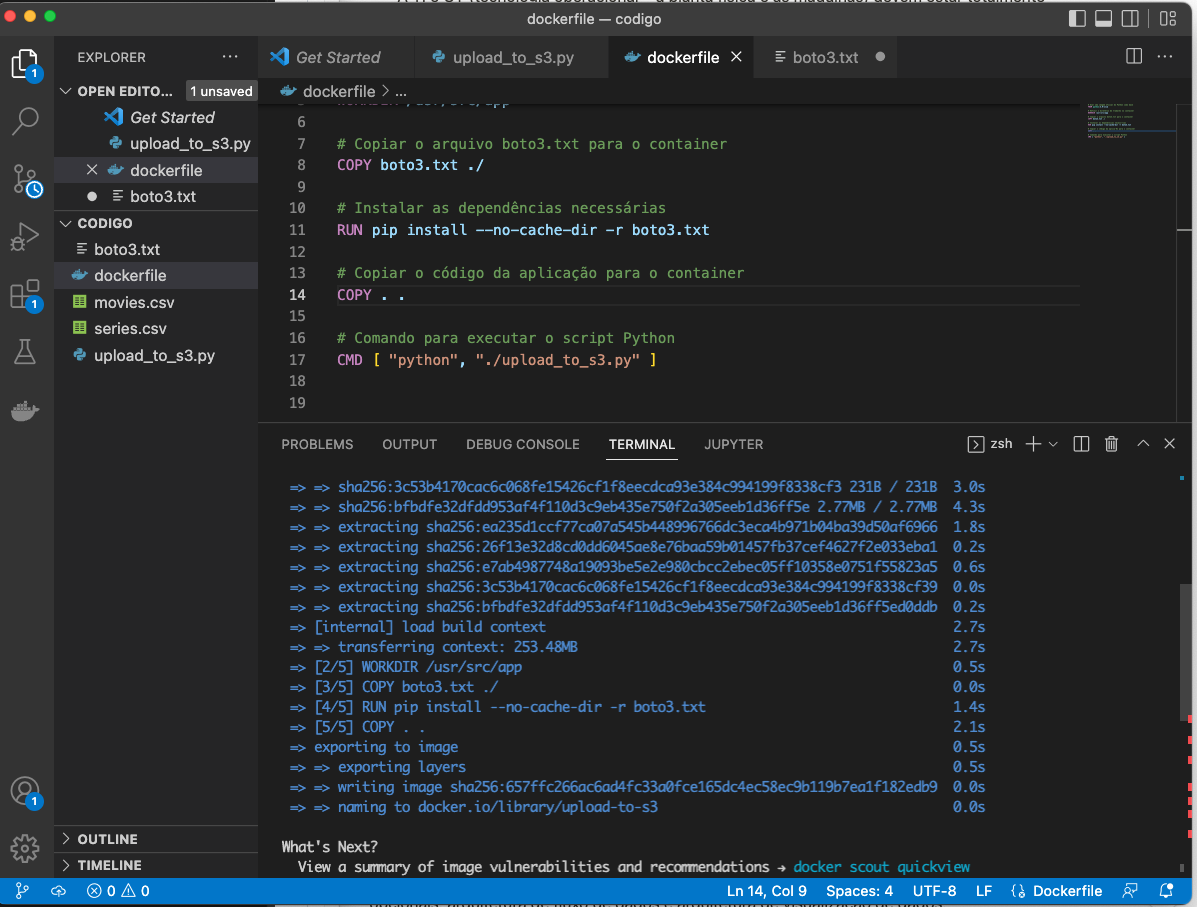 dockerfile — codigo
EXPLORER
Get Started
upload_to_s3.py
dockerfile
boto3.txt
OPEN EDITO...
1 unsaved
dockerfile > ...
Get Started
upload_to_s3.py
dockerfile
boto3.txt
CODIGO
boto3.txt
dockerfile
movies.csv
series.csv
upload_to_s3.py
OUTLINE
TIMELINE
1
1
1
6
7 # Copiar o arquivo boto3.txt para o container
8 COPY boto3.txt ./
9
10 # Instalar as dependências necessárias
11 RUN pip install --no-cache-dir -r boto3.txt
12
13 # Copiar o código da aplicação para o container
14 COPY . .
15
16 # Comando para executar o script Python
17 CMD [ "python", "./upload_to_s3.py" ]
18
19
PROBLEMS OUTPUT DEBUG CONSOLE TERMINAL JUPYTER
zsh
=> => sha256:3c53b4170cac6c068fe15426cf1f8eecdca93e384c994199f8338cf3 231B / 231B 3.0s
=> => sha256:bfbdfe32dfdd953af4f110d3c9eb435e750f2a305eeb1d36ff5e 2.77MB / 2.77MB 4.3s
=> => extracting sha256:ea235d1ccf77ca07a545b448996766dc3eca4b971b04ba39d50af6966 1.8s
=> => extracting sha256:26f13e32d8cd0dd6045ae8e76baa59b01457fb37cef4627f2e033eba1 0.2s
=> => extracting sha256:e7ab4987748a19093be5e2e980cbcc2ebec05ff10358e0751f55823a5 0.6s
=> => extracting sha256:3c53b4170cac6c068fe15426cf1f8eecdca93e384c994199f8338cf39 0.0s
=> => extracting sha256:bfbdfe32dfdd953af4f110d3c9eb435e750f2a305eeb1d36ff5ed0ddb 0.2s
=> [internal] load build context 2.7s
=> => transferring context: 253.48MB 2.7s
=> [2/5] WORKDIR /usr/src/app 0.5s
=> [3/5] COPY boto3.txt ./ 0.0s
=> [4/5] RUN pip install --no-cache-dir -r boto3.txt 1.4s
=> [5/5] COPY . . 2.1s
=> exporting to image 0.5s
=> => exporting layers 0.5s
=> => writing image sha256:657ffc266ac6ad4fc33a0fce165dc4ec58ec9b119b7ea1f182edb9 0.0s
=> => naming to docker.io/library/upload-to-s3 0.0s
What's Next?
View a summary of image vulnerabilities and recommendations → docker scout quickview
0 0
Ln 14, Col 9 Spaces: 4 UTF-8 LF Dockerfile